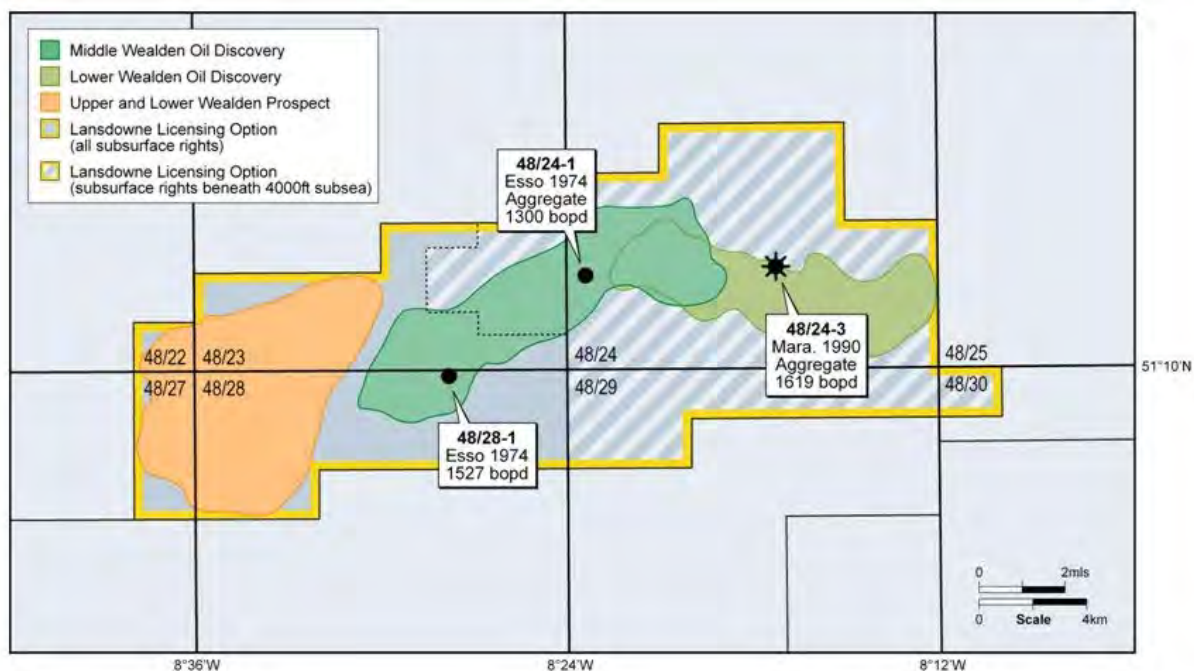 Middle Wealden Oil Discovery
Lower Wealden Oil Discovery
Upper and Lower Wealden Prospect
Lansdowne Licensing Option
(all subsurface rights)
Lansdowne Licensing Option
(subsurface rights beneath 4000ft subsea)
48/24-1
Esso 1974
Aggregate
1300 bopd
48/24-3
Mara. 1990
Aggregate
1619 bopd
48/28-1
Esso 1974
1527 bopd
48/22
48/23
48/24
48/25
48/27
48/28
48/29
48/30
51°10'N
0
2mls
0
Scale
4km
8°36'W
8°24'W
8°12'W